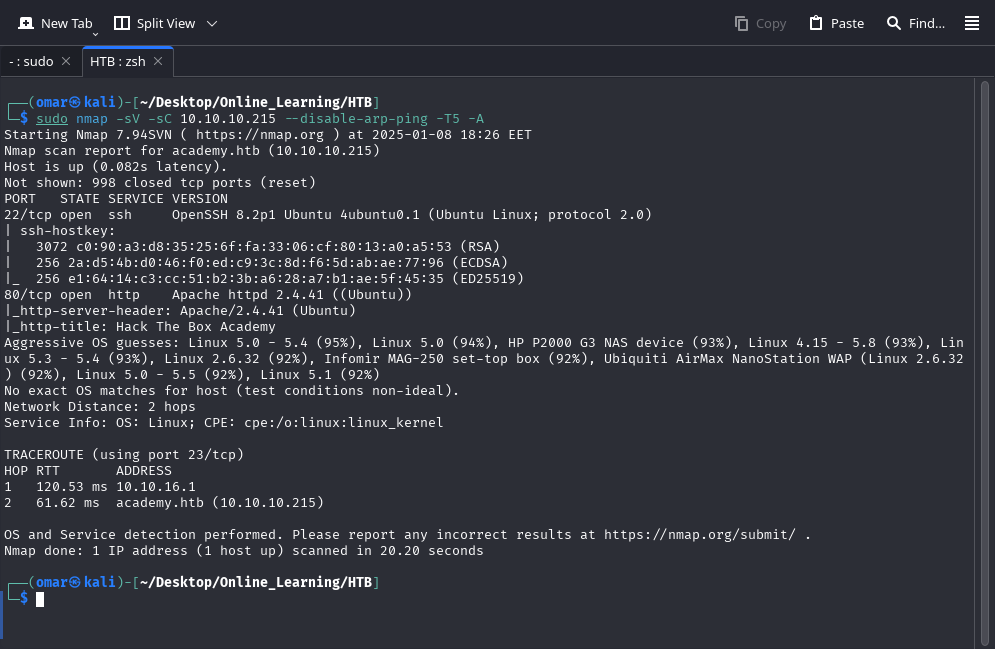 New Tab Split View Copy Paste Find...
- : sudo HTB : zsh
┌──(omar㉿kali)-[~/Desktop/Online_Learning/HTB]
└─$ sudo nmap -sV -sC 10.10.10.215 --disable-arp-ping -T5 -A
Starting Nmap 7.94SVN ( https://nmap.org ) at 2025-01-08 18:26 EET
Nmap scan report for academy.htb (10.10.10.215)
Host is up (0.082s latency).
Not shown: 998 closed tcp ports (reset)
PORT   STATE SERVICE VERSION
22/tcp open  ssh     OpenSSH 8.2p1 Ubuntu 4ubuntu0.1 (Ubuntu Linux; protocol 2.0)
| ssh-hostkey:
|   3072 c0:90:a3:d8:35:25:6f:fa:33:06:cf:80:13:a0:a5:53 (RSA)
|   256 2a:d5:4b:d0:46:f0:ed:c9:3c:8d:f6:5d:ab:ae:77:96 (ECDSA)
|_  256 e1:64:14:c3:cc:51:b2:3b:a6:28:a7:b1:ae:5f:45:35 (ED25519)
80/tcp open  http    Apache httpd 2.4.41 ((Ubuntu))
|_http-server-header: Apache/2.4.41 (Ubuntu)
|_http-title: Hack The Box Academy
Aggressive OS guesses: Linux 5.0 - 5.4 (95%), Linux 5.0 (94%), HP P2000 G3 NAS device (93%), Linux 4.15 - 5.8 (93%), Lin
ux 5.3 - 5.4 (93%), Linux 2.6.32 (92%), Infomir MAG-250 set-top box (92%), Ubiquiti AirMax NanoStation WAP (Linux 2.6.32
) (92%), Linux 5.0 - 5.5 (92%), Linux 5.1 (92%)
No exact OS matches for host (test conditions non-ideal).
Network Distance: 2 hops
Service Info: OS: Linux; CPE: cpe:/o:linux:linux_kernel
TRACEROUTE (using port 23/tcp)
HOP RTT       ADDRESS
1   120.53 ms 10.10.16.1
2   61.62 ms  academy.htb (10.10.10.215)
OS and Service detection performed. Please report any incorrect results at https://nmap.org/submit/ .
Nmap done: 1 IP address (1 host up) scanned in 20.20 seconds
┌──(omar㉿kali)-[~/Desktop/Online_Learning/HTB]
└─$